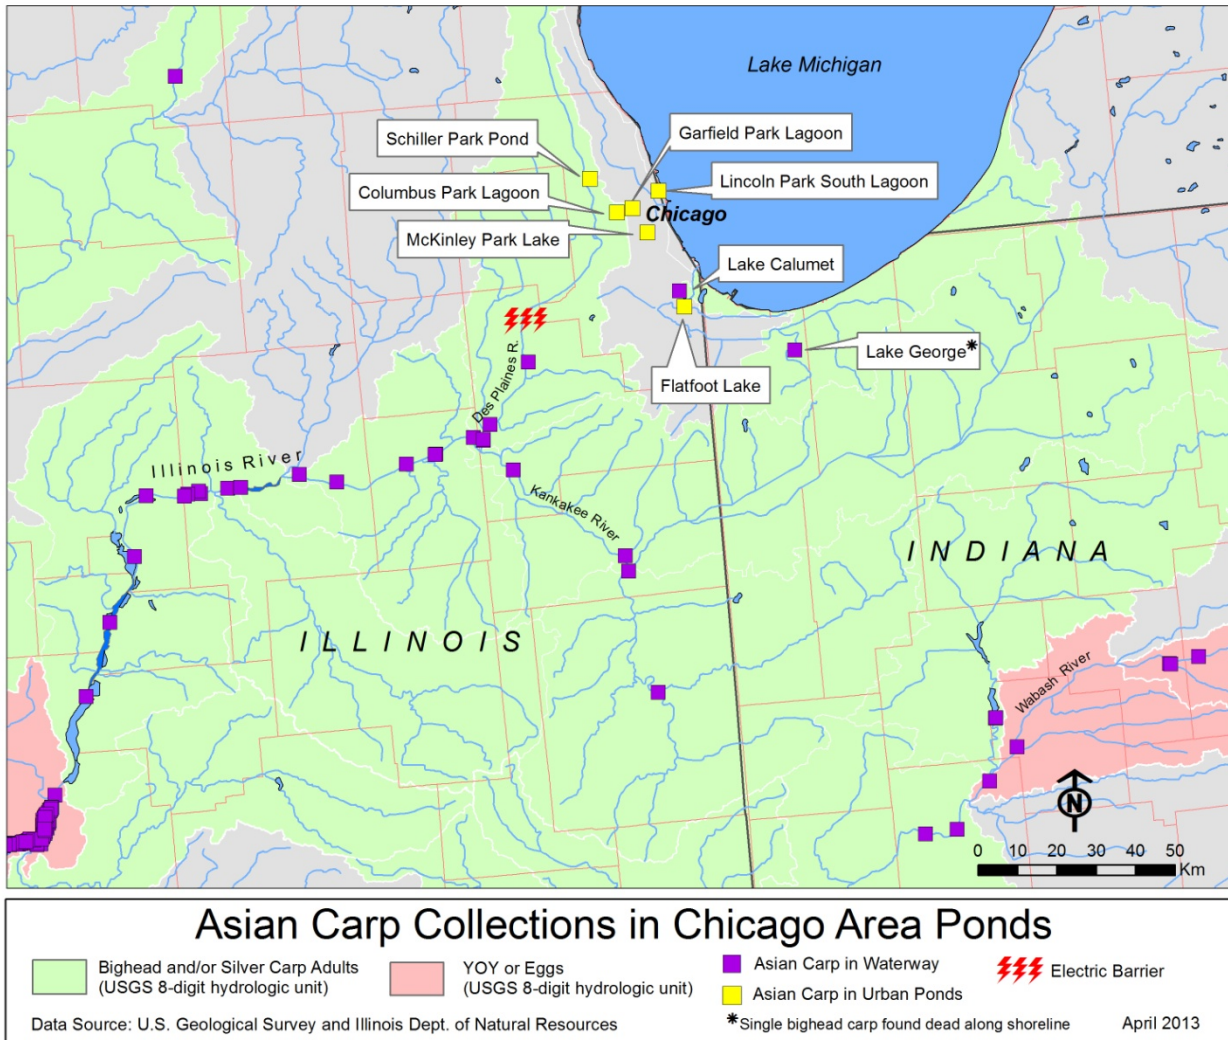 Lake Michigan
Schiller Park Pond
Garfield Park Lagoon
Columbus Park Lagoon
Lincoln Park South Lagoon
Chicago
McKinley Park Lake
Lake Calumet
Lake George*
Flatfoot Lake
Des Plaines R.
Illinois River
Kankakee River
INDIANA
ILLINOIS
Wabash River
N
0 10 20 30 40 50
Km
Asian Carp Collections in Chicago Area Ponds
Bighead and/or Silver Carp Adults
(USGS 8-digit hydrologic unit)
YOY or Eggs
(USGS 8-digit hydrologic unit)
Asian Carp in Waterway
Asian Carp in Urban Ponds
Electric Barrier
Data Source: U.S. Geological Survey and Illinois Dept. of Natural Resources
*Single bighead carp found dead along shoreline
April 2013